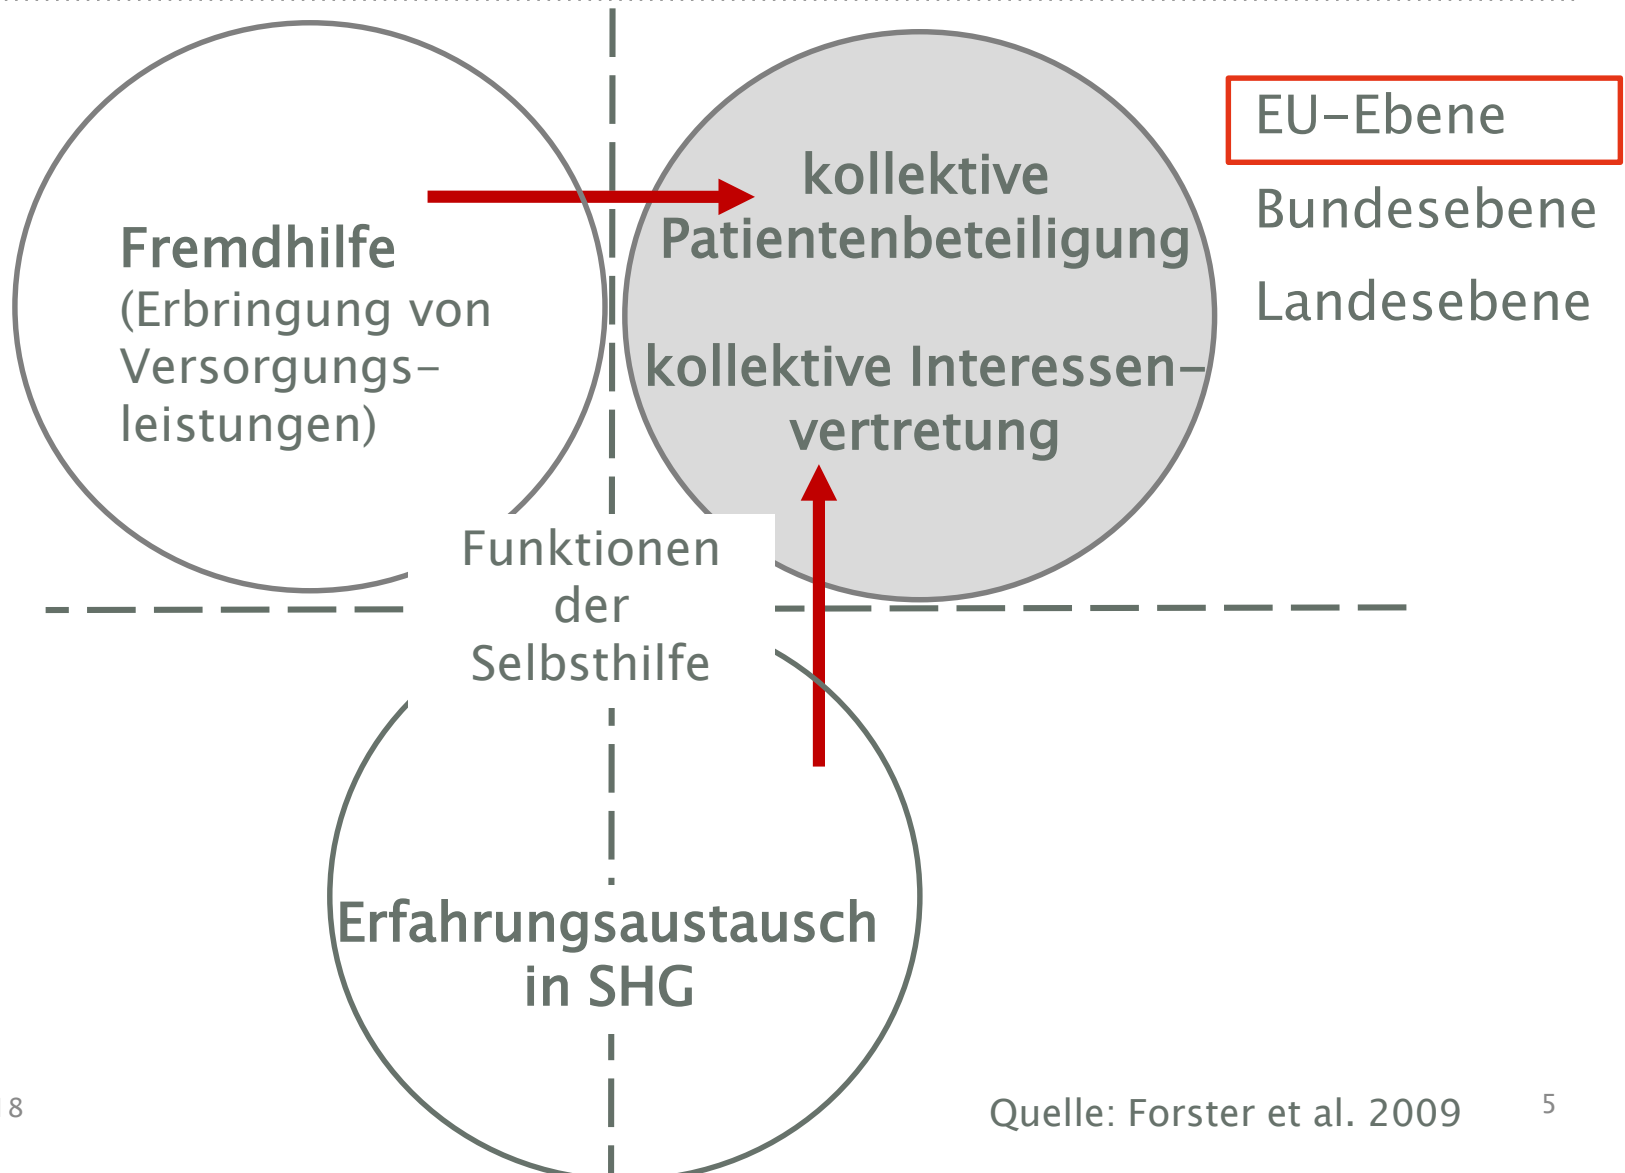 Fremdhilfe
(Erbringung von
Versorgungs-
leistungen)
kollektive
Patientenbeteiligung
kollektive Interessen-
vertretung
EU-Ebene
Bundesebene
Landesebene
Funktionen
der
Selbsthilfe
Erfahrungsaustausch
in SHG
8
Quelle: Forster et al. 2009
5